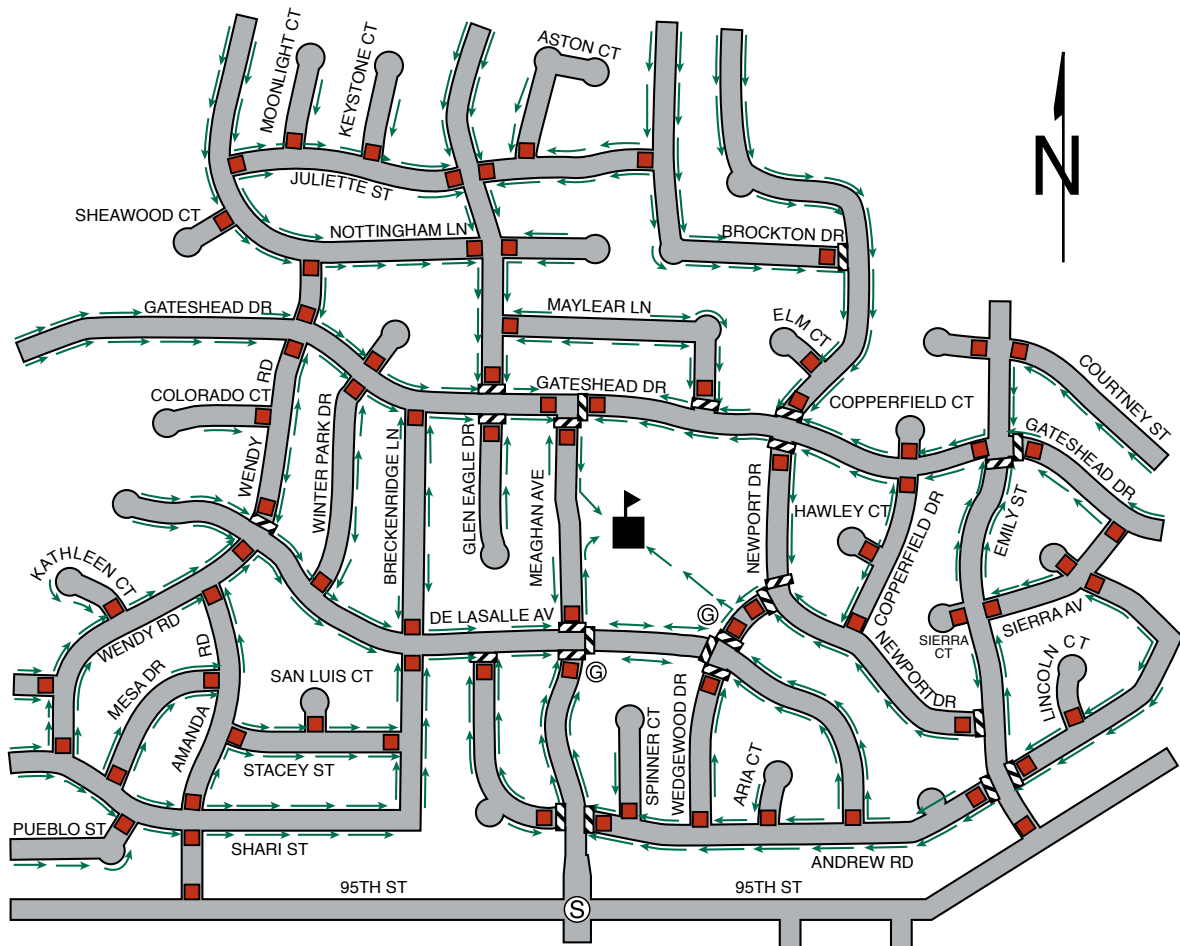 MOONLIGHT CT
KEYSTONE CT
ASTON CT
JULIETTE ST
N
SHEAWOOD CT
NOTTINGHAM LN
BROCKTON DR
GATESHEAD DR
MAYLEAR LN
ELM CT
COURTNEY ST
COLORADO CT
WENDY RD
WINTER PARK DR
BRECKENRIDGE LN
GLEN EAGLE DR
GATESHEAD DR
MEAGHAN AVE
COPPERFIELD CT
GATESHEAD DR
NEWPORT DR
HAWLEY CT
COPPERFIELD DR
EMILY ST
KATHLEEN CT
WENDY RD
DE LASALLE AV
G
SIERRA
CT
SIERRA AV
NEWPORT DR
LINCOLN CT
MESA DR
AMANDA RD
SAN LUIS CT
G
SPINNER CT
WEDGEWOOD DR
ARIA CT
STACEY ST
PUEBLO ST
SHARI ST
ANDREW RD
95TH ST
S
95TH ST